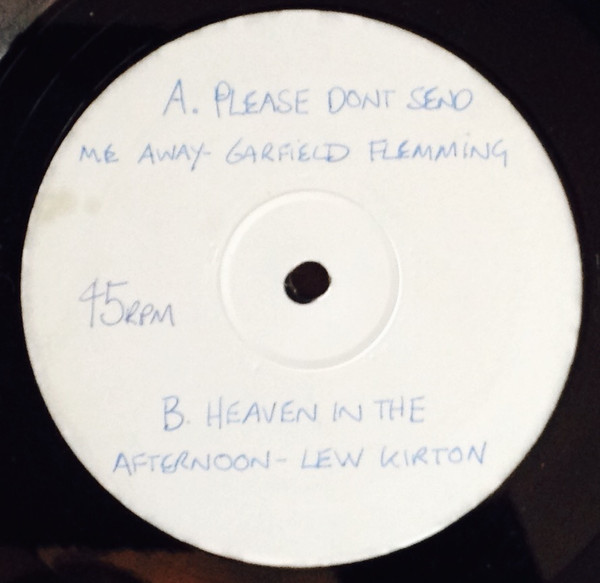 A. PLEASE DONT SEND
ME AWAY- GARFIELD FLEMMING
45RPM
B. HEAVEN IN THE
AFTERNOON- LEW KIRTON